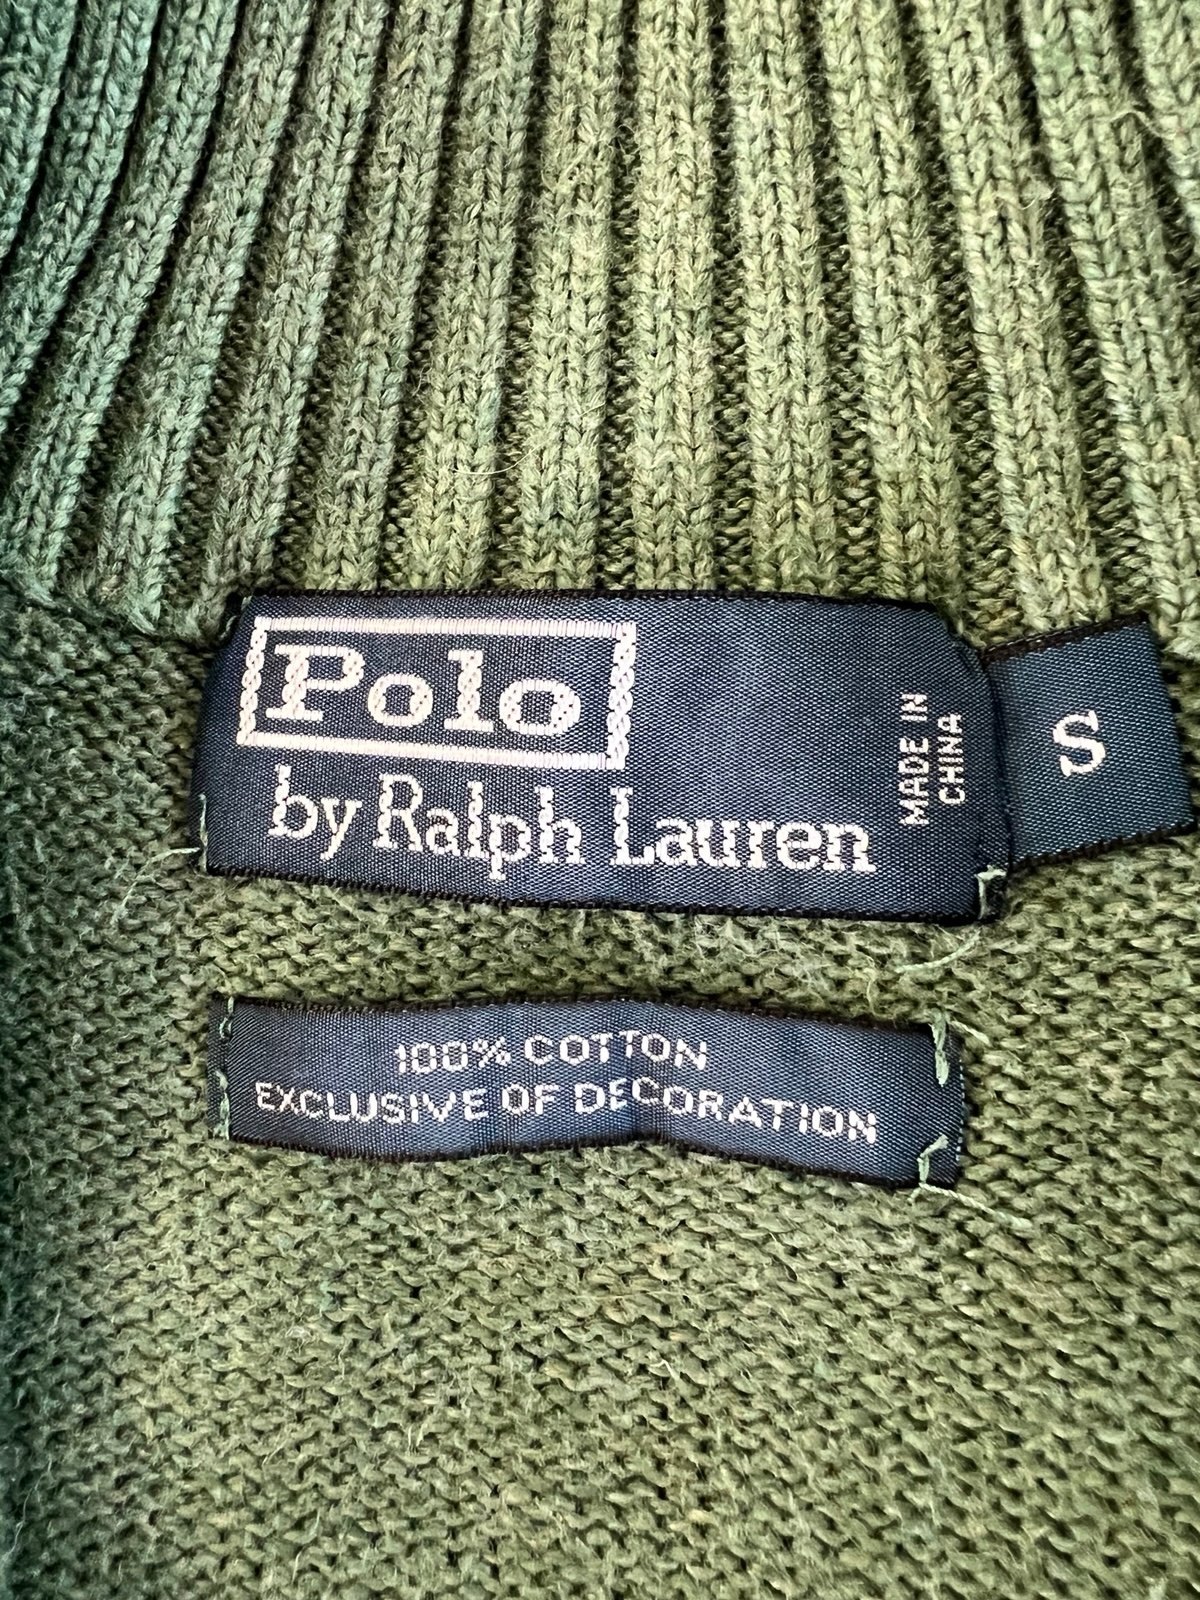 Polo
by Ralph Lauren
MADE IN
CHINA
S
100% COTTON
EXCLUSIVE OF DECORATION